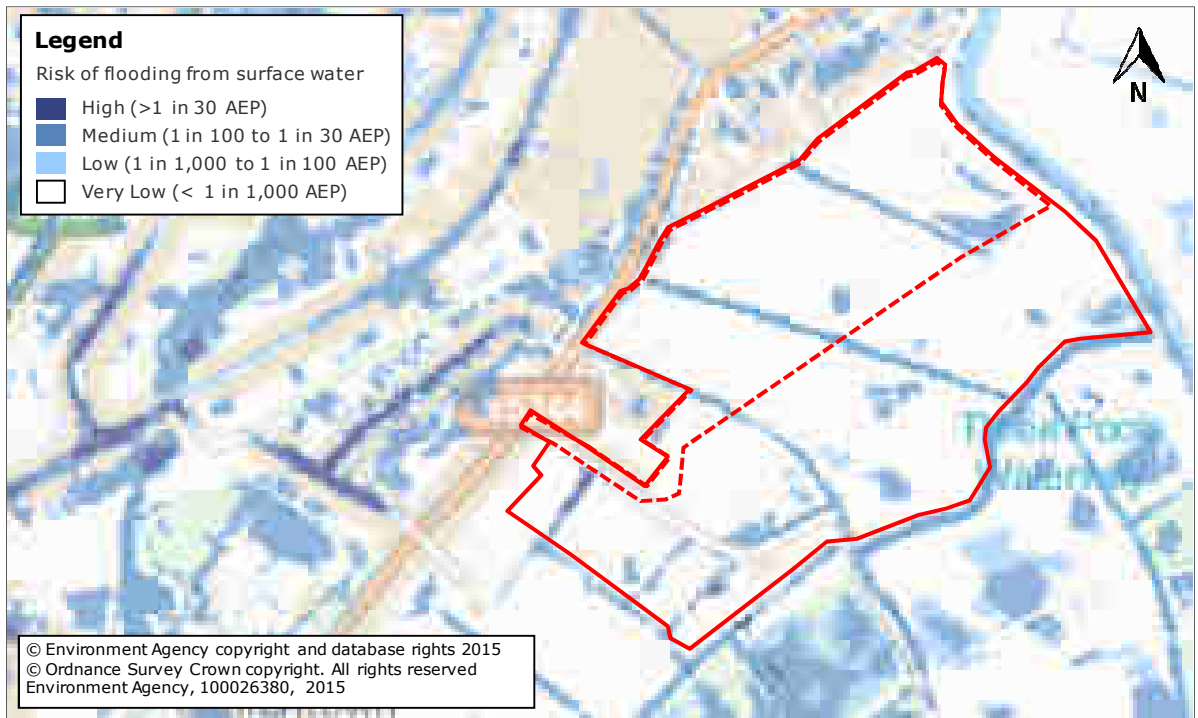 Legend
Risk of flooding from surface water
High (>1 in 30 AEP)
Medium (1 in 100 to 1 in 30 AEP)
Low (1 in 1,000 to 1 in 100 AEP)
Very Low (< 1 in 1,000 AEP)
N
© Environment Agency copyright and database rights 2015
© Ordnance Survey Crown copyright. All rights reserved
Environment Agency, 100026380, 2015